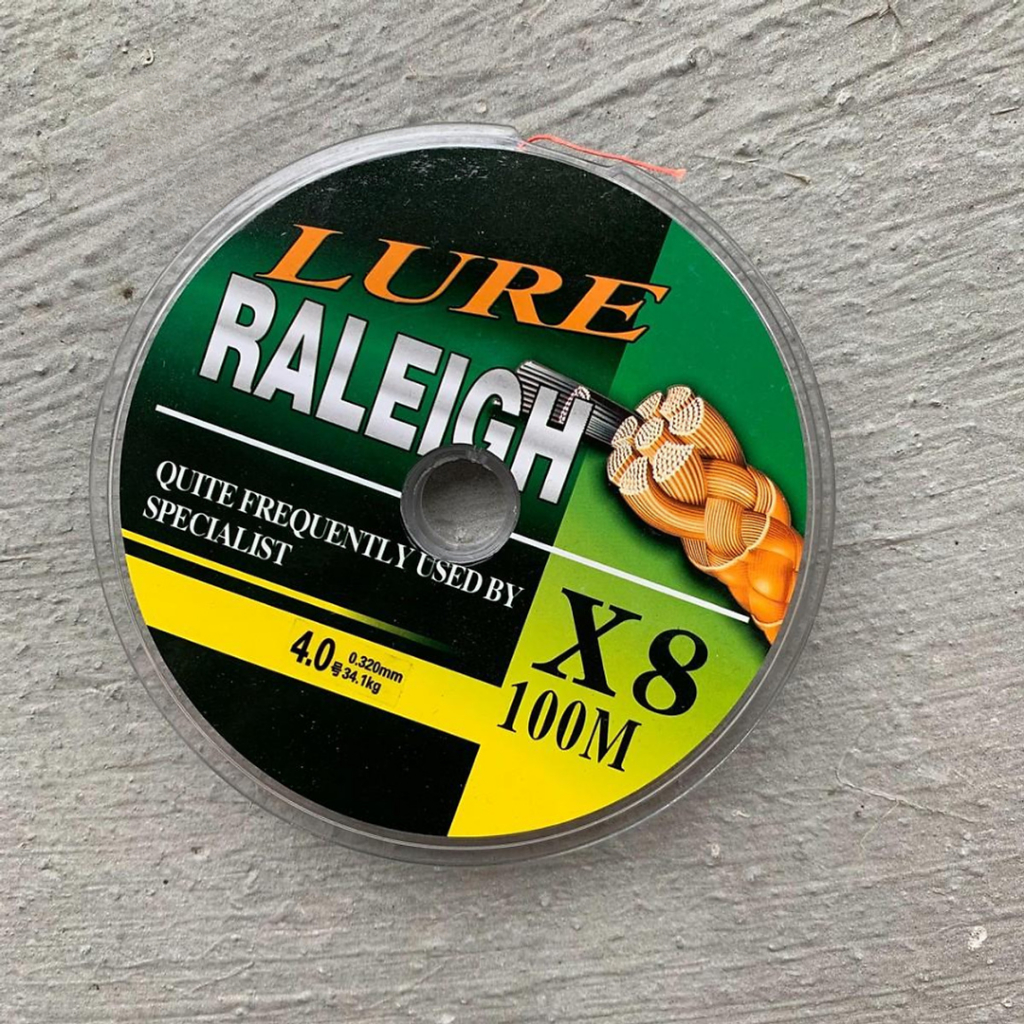 LURE
RALEIGH
QUITE FREQUENTLY USED BY
SPECIALIST
4.0号 0.320mm
34.1kg
X8
100M